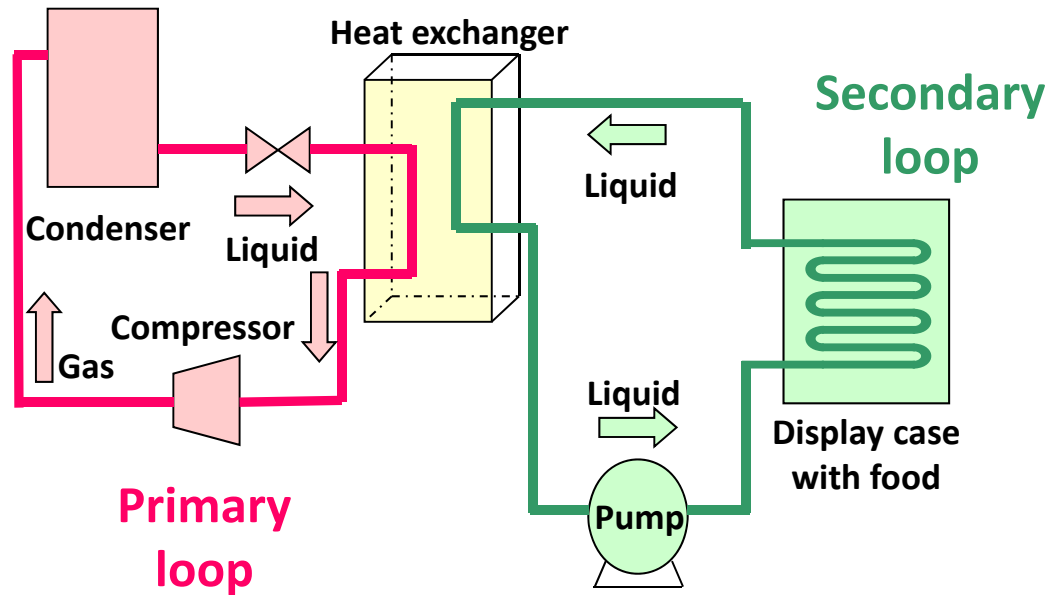 Heat exchanger
Secondary
loop
Liquid
Condenser
Liquid
Compressor
Gas
Liquid
Display case
with food
Pump
Primary
loop